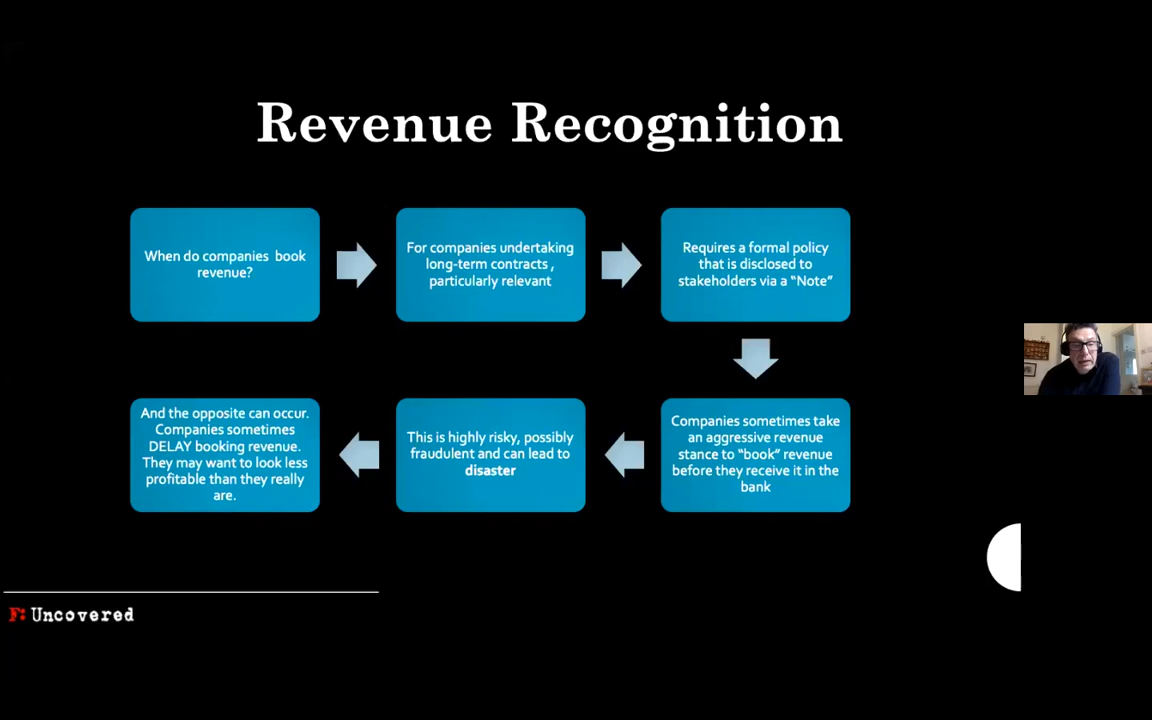 Revenue Recognition
When do companies book
revenue?
For companies undertaking
long-term contracts ,
particularly relevant
Requires a formal policy
that is disclosed to
stakeholders via a “Note”
Companies sometimes take
an aggressive revenue
stance to “book” revenue
before they receive it in the
bank
This is highly risky, possibly
fraudulent and can lead to
disaster
And the opposite can occur.
Companies sometimes
DELAY booking revenue.
They may want to look less
profitable than they really
are.
F: Uncovered